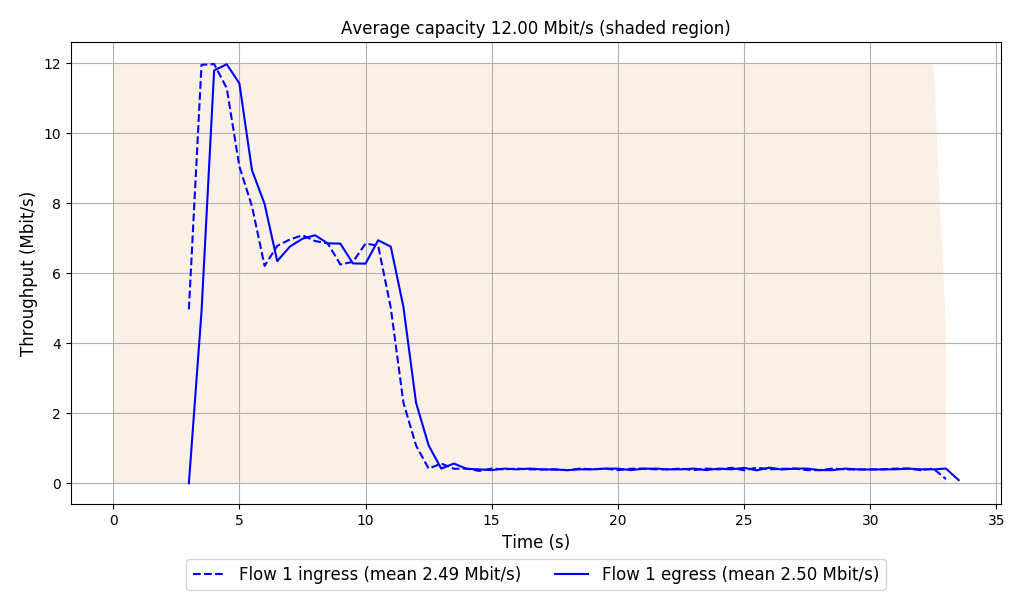 Average capacity 12.00 Mbit/s (shaded region)
12
10
8
6
4
2
0
Throughput (Mbit/s)
0 5 10 15 20 25 30 35
Time (s)
Flow 1 ingress (mean 2.49 Mbit/s) Flow 1 egress (mean 2.50 Mbit/s)